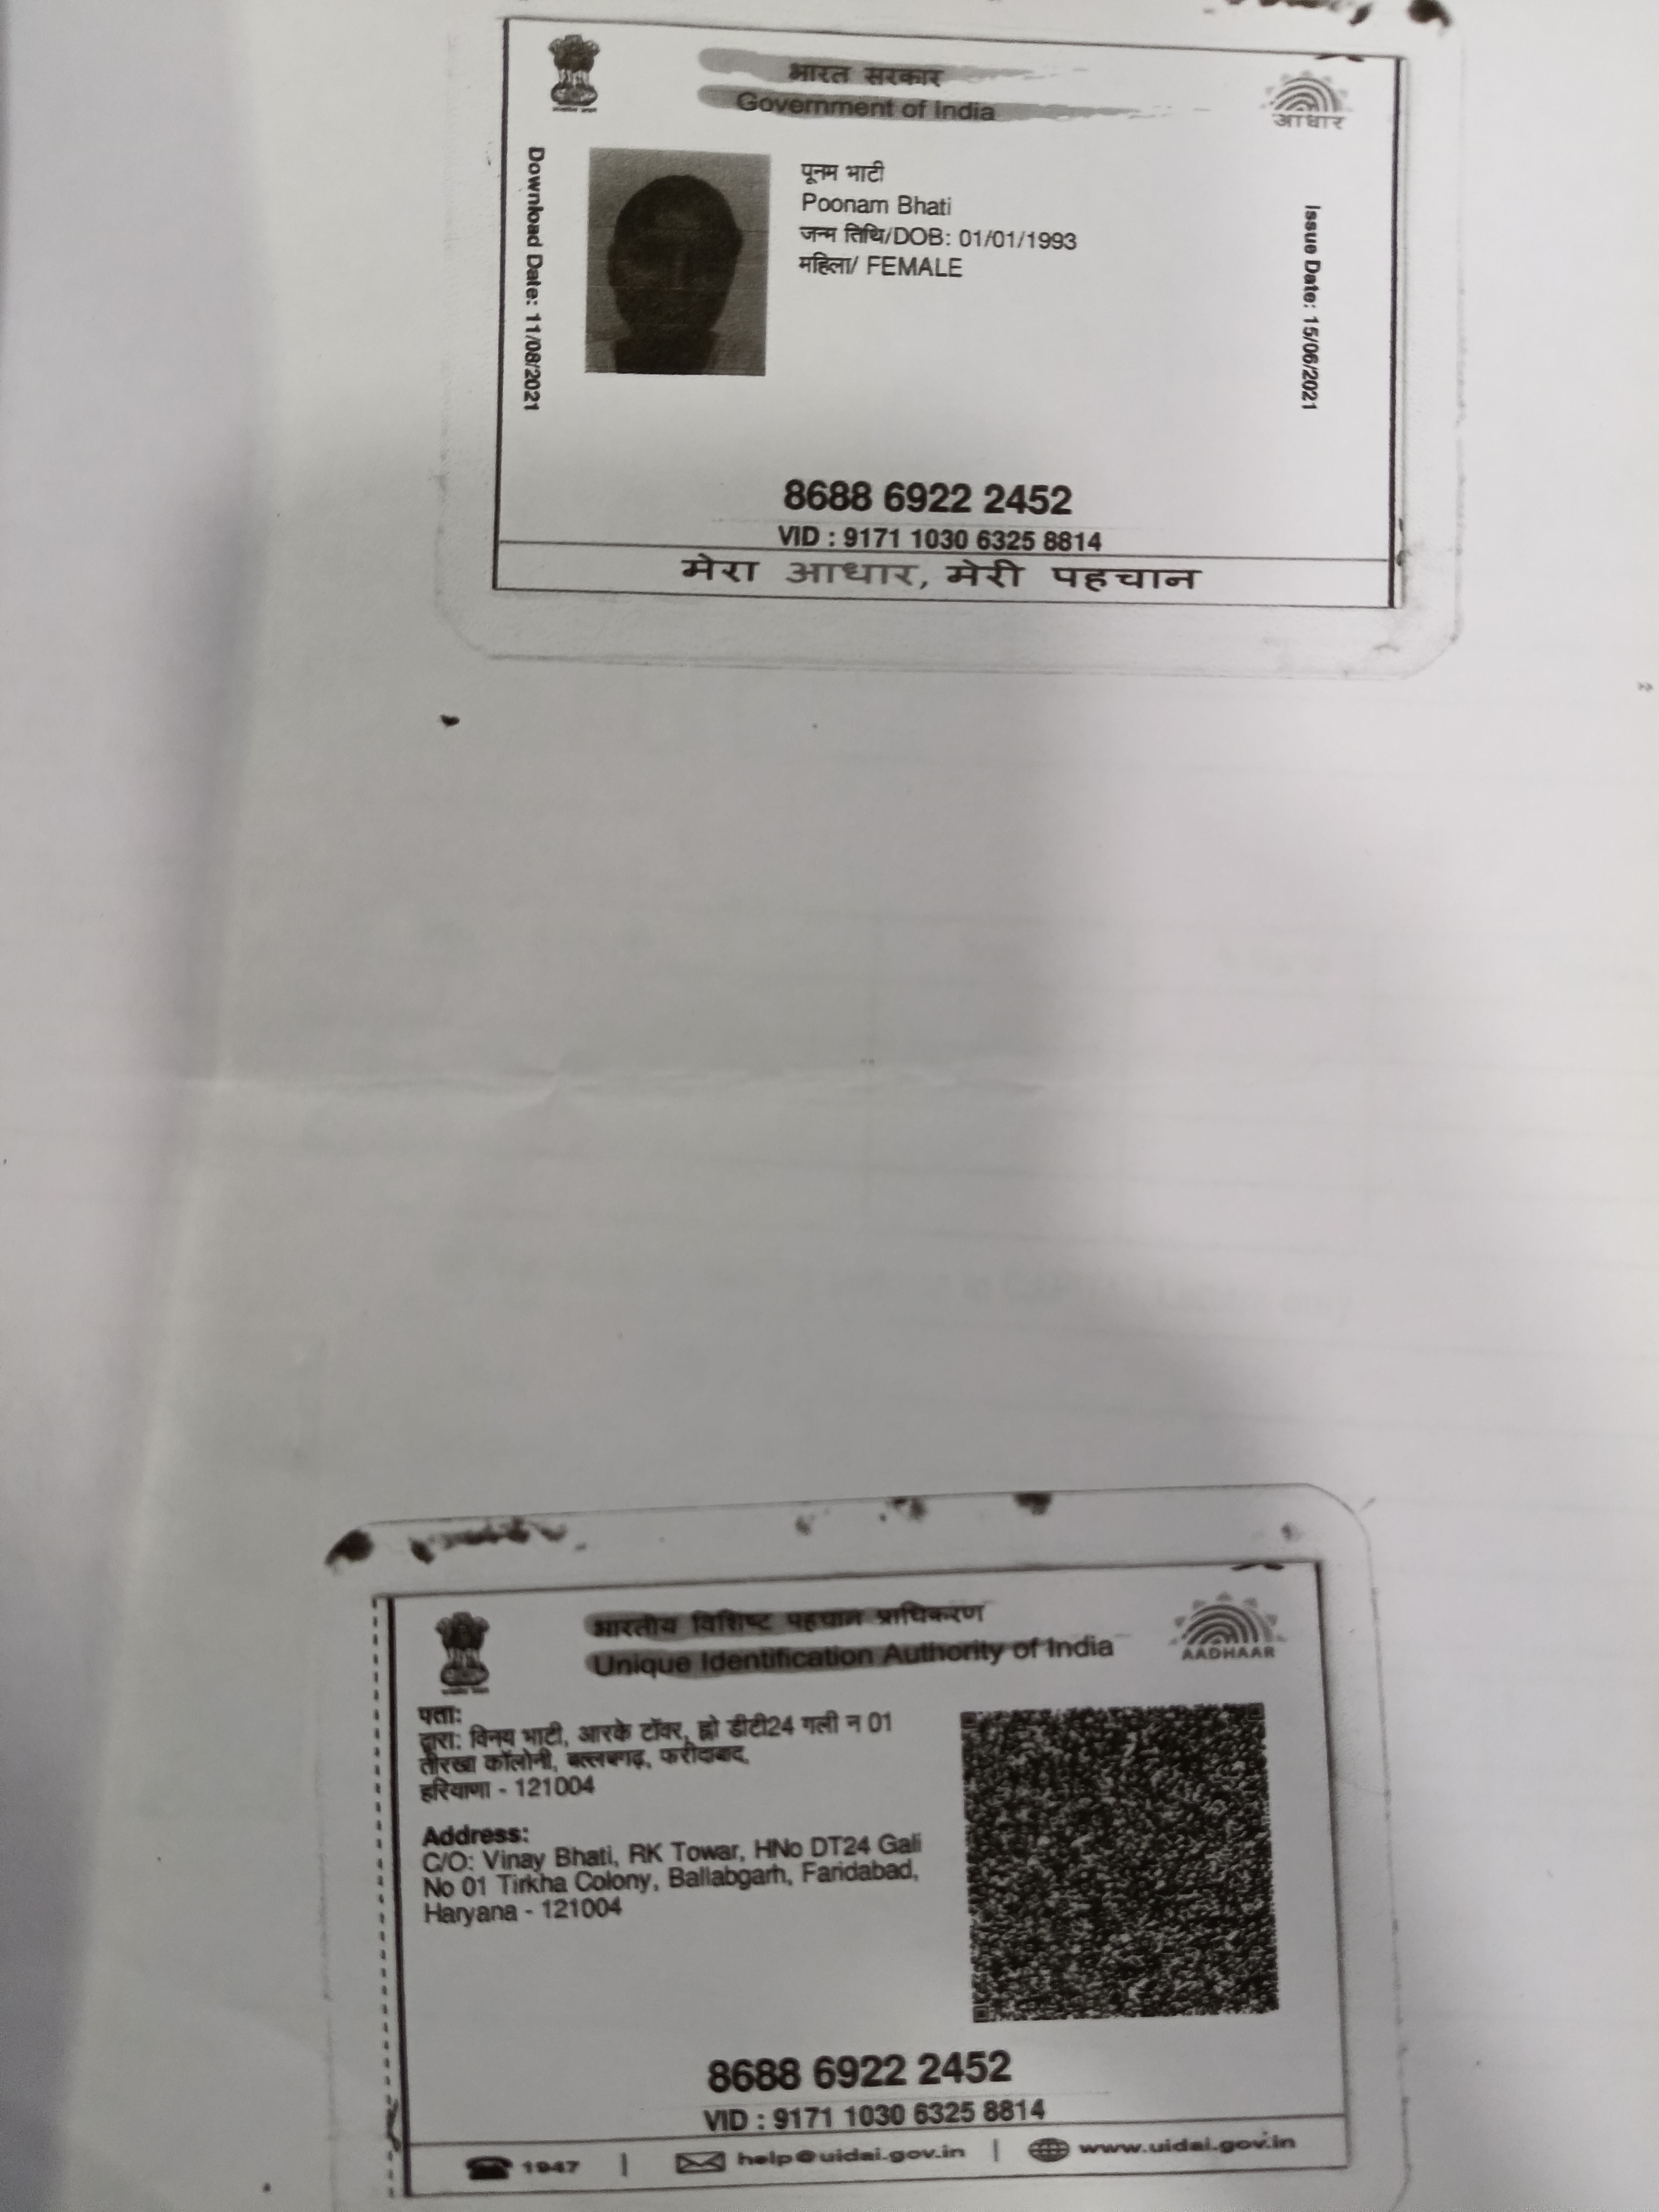 भारत सरकार
Government of India
आधार
Download Date: 11/08/2021
पूनम भाटी
Poonam Bhati
जन्म तिथि/DOB: 01/01/1993
महिला/ FEMALE
Issue Date: 15/06/2021
8688 6922 2452
VID : 9171 1030 6325 8814
मेरा आधार, मेरी पहचान
भारतीय विशिष्ट पहचान प्राधिकरण
Unique Identification Authority of India
AADHAAR
पता:
द्वारा: विनय भाटी, आरके टॉवर, ह्नो डीटी24 गली न 01
तीरखा कॉलोनी, बल्लबगढ़, फरीदाबाद,
हरियाणा - 121004
Address:
C/O: Vinay Bhati, RK Towar, HNo DT24 Gali
No 01 Tirkha Colony, Ballabgarh, Faridabad,
Haryana - 121004
8688 6922 2452
VID : 9171 1030 6325 8814
1947 | help@uidai.gov.in | www.uidai.gov.in